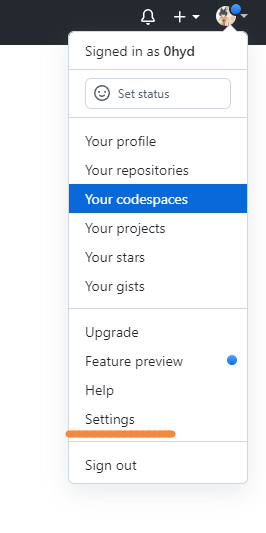 Signed in as 0hyd
Set status
Your profile
Your repositories
Your codespaces
Your projects
Your stars
Your gists
Upgrade
Feature preview
Help
Settings
Sign out